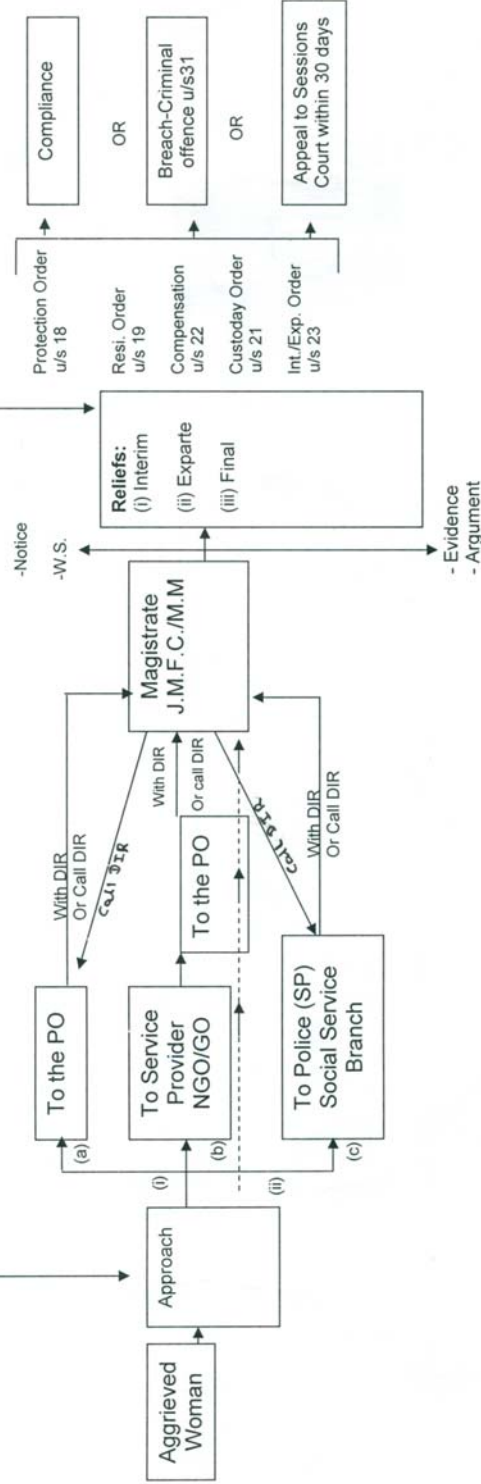 Aggrieved
Woman
Approach
(i)
(ii)
(a)
To the PO
(b)
To Service
Provider
NGO/GO
(c)
To Police (SP)
Social Service
Branch
With DIR
Or Call DIR
Call DIR
To the PO
With DIR
Or call DIR
Call DIR
With DIR
Or Call DIR
Magistrate
J.M.F.C./M.M
-Notice
-W.S.
- Evidence
- Argument
Reliefs:
(i) Interim
(ii) Exparte
(iii) Final
Protection Order
u/s 18
Resi. Order
u/s 19
Compensation
u/s 22
Custoday Order
u/s 21
Int./Exp. Order
u/s 23
Compliance
OR
Breach-Criminal
offence u/s31
OR
Appeal to Sessions
Court within 30 days